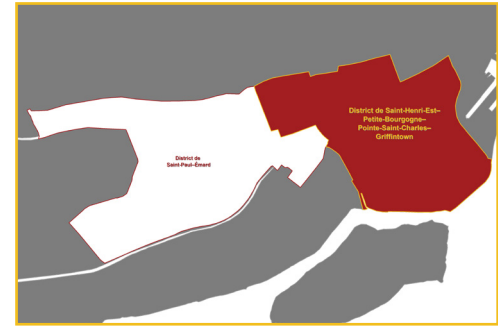 District de Saint-Henri-Est–
Petite-Bourgogne–
Pointe-Saint-Charles–
Griffintown
District de
Saint-Paul–Émard